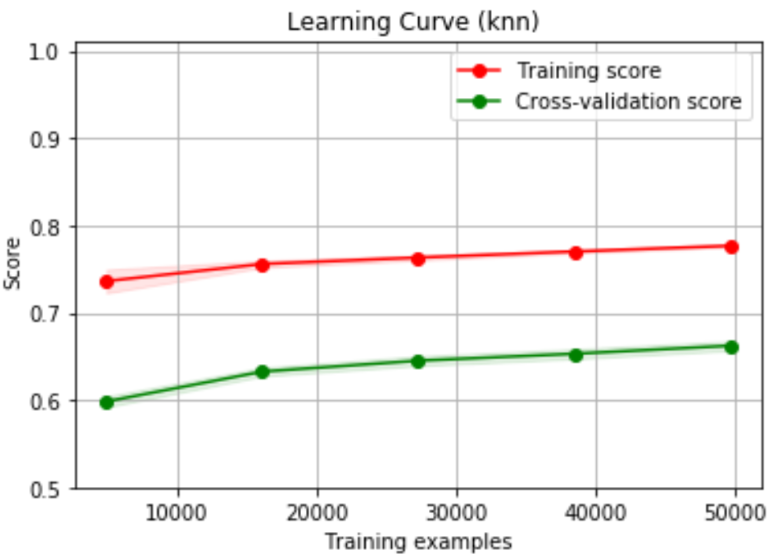 Learning Curve (knn)
1.0
Training score
Cross-validation score
0.9
0.8
Score
0.7
0.6
0.5
10000 20000 30000 40000 50000
Training examples